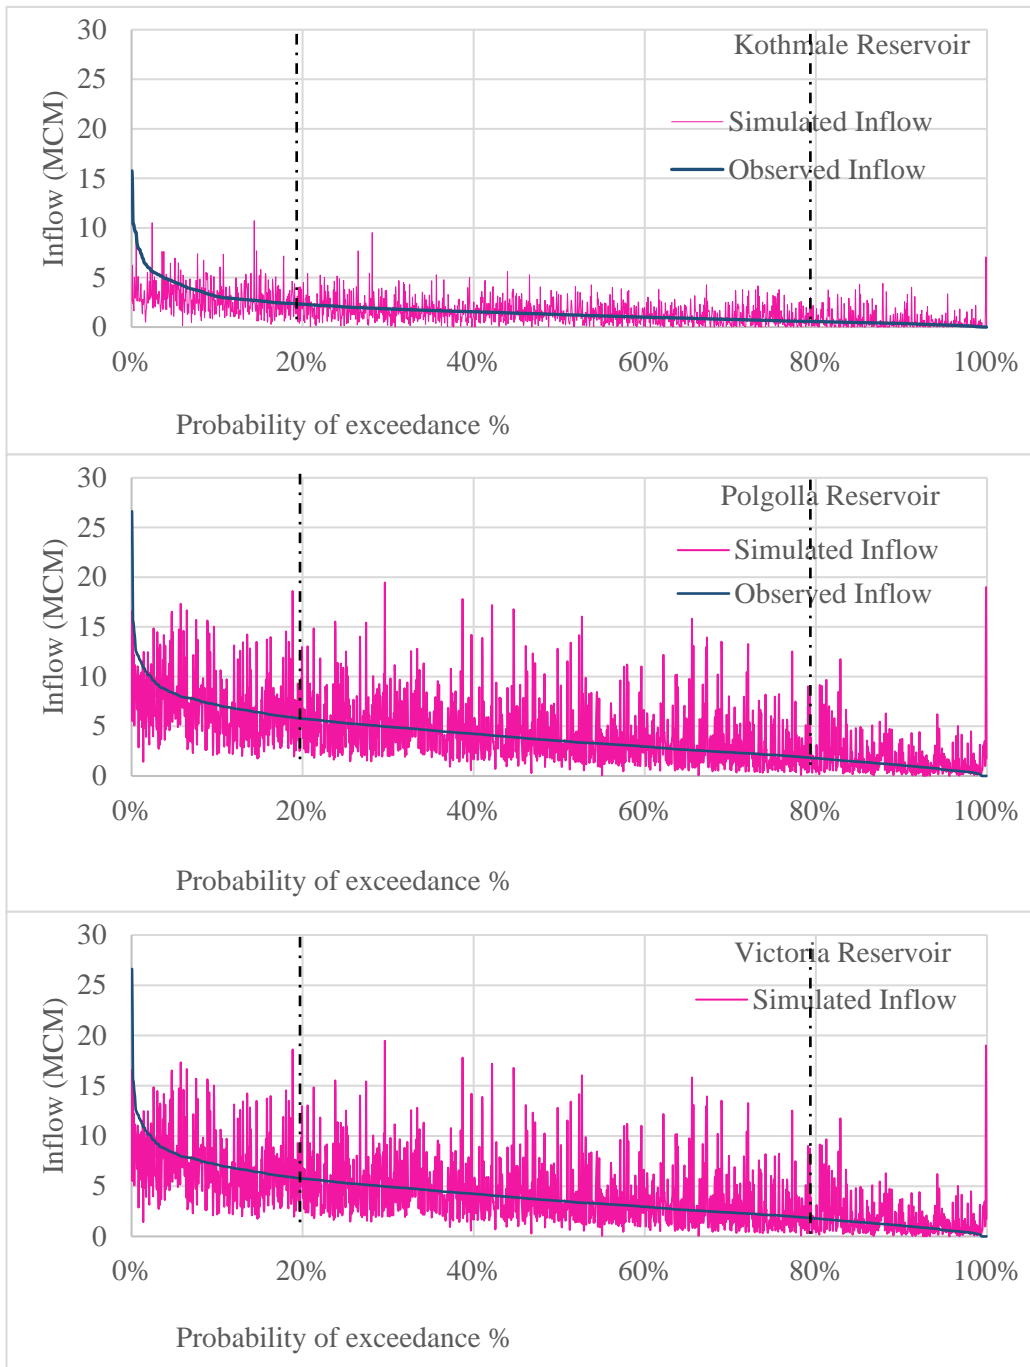 30
Kothmale Reservoir
25
20
Simulated Inflow
15
Observed Inflow
10
5
0
Inflow (MCM)
0% 20% 40% 60% 80% 100%
Probability of exceedance %
30
Polgolla Reservoir
25
Simulated Inflow
20
Observed Inflow
15
10
5
0
Inflow (MCM)
0% 20% 40% 60% 80% 100%
Probability of exceedance %
30
Victoria Reservoir
25
Simulated Inflow
20
15
10
5
0
Inflow (MCM)
0% 20% 40% 60% 80% 100%
Probability of exceedance %